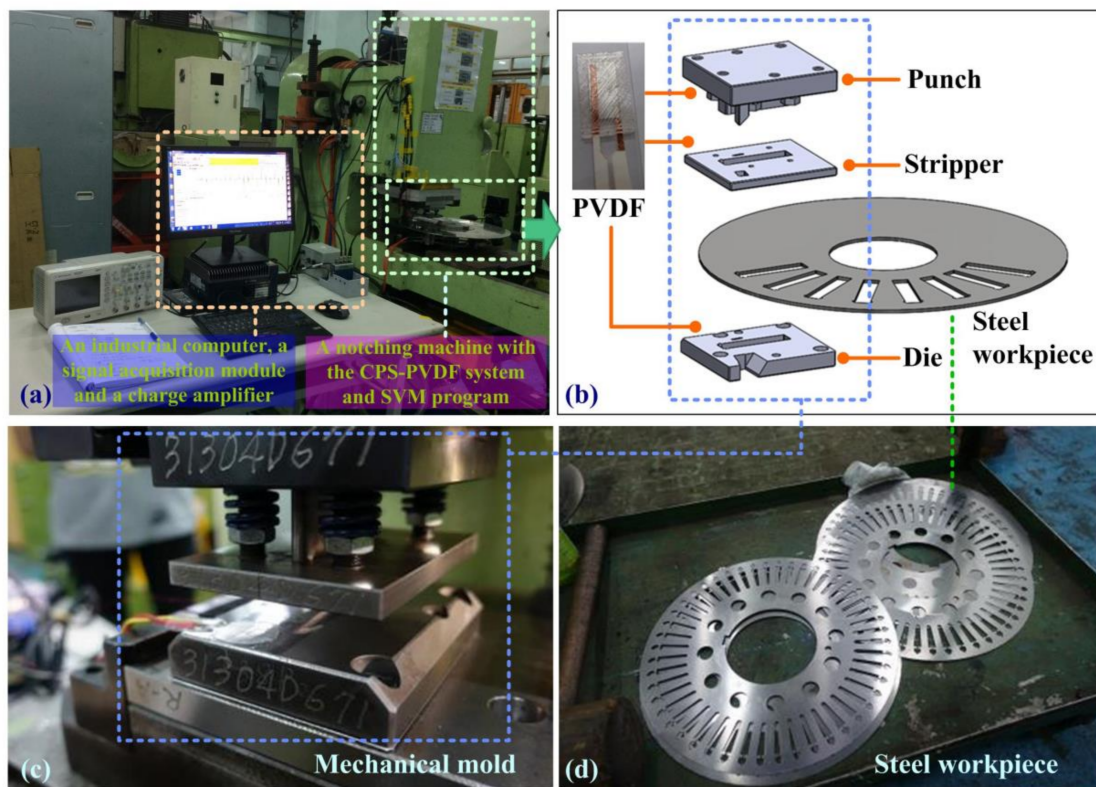 An industrial computer, a
signal acquisition module
and a charge amplifier
A notching machine with
the CPS-PVDF system
and SVM program
(a)
Punch
Stripper
PVDF
Steel
workpiece
Die
(b)
31304D671
31304D671
R-A
(c)
Mechanical mold
(d)
Steel workpiece